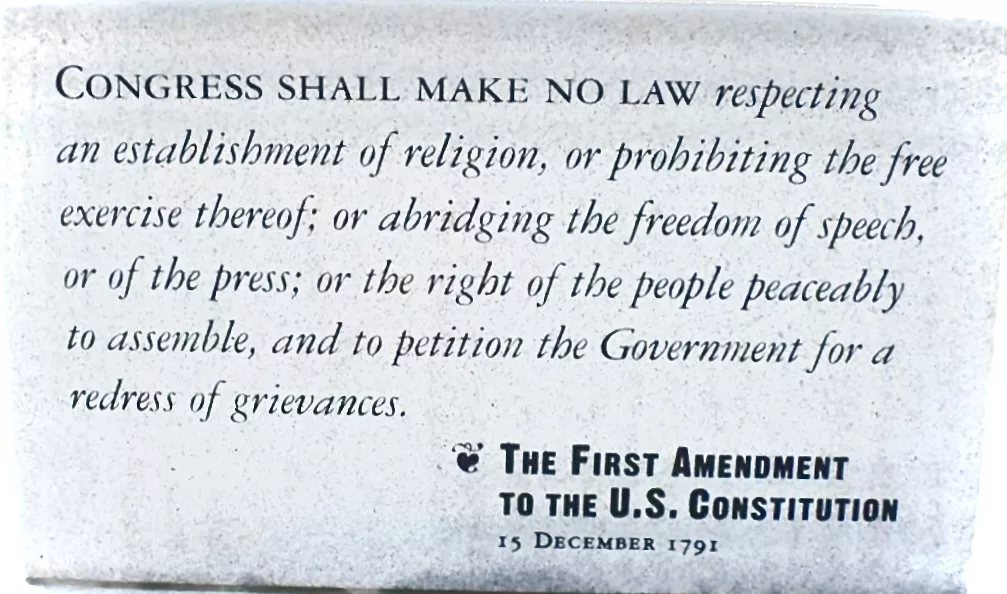 CONGRESS SHALL MAKE NO LAW respecting
an establishment of religion, or prohibiting the free
exercise thereof; or abridging the freedom of speech,
or of the press; or the right of the people peaceably
to assemble, and to petition the Government for a
redress of grievances.
❦ THE FIRST AMENDMENT
TO THE U.S. CONSTITUTION
15 DECEMBER 1791